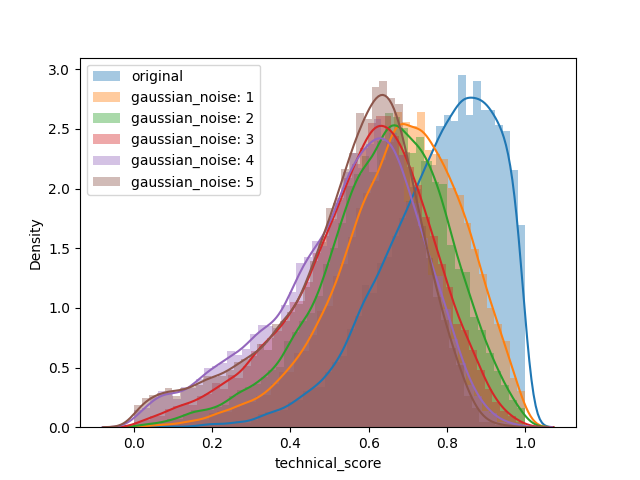 original
gaussian_noise: 1
gaussian_noise: 2
gaussian_noise: 3
gaussian_noise: 4
gaussian_noise: 5
3.0
2.5
2.0
1.5
1.0
0.5
0.0
Density
0.0 0.2 0.4 0.6 0.8 1.0
technical_score